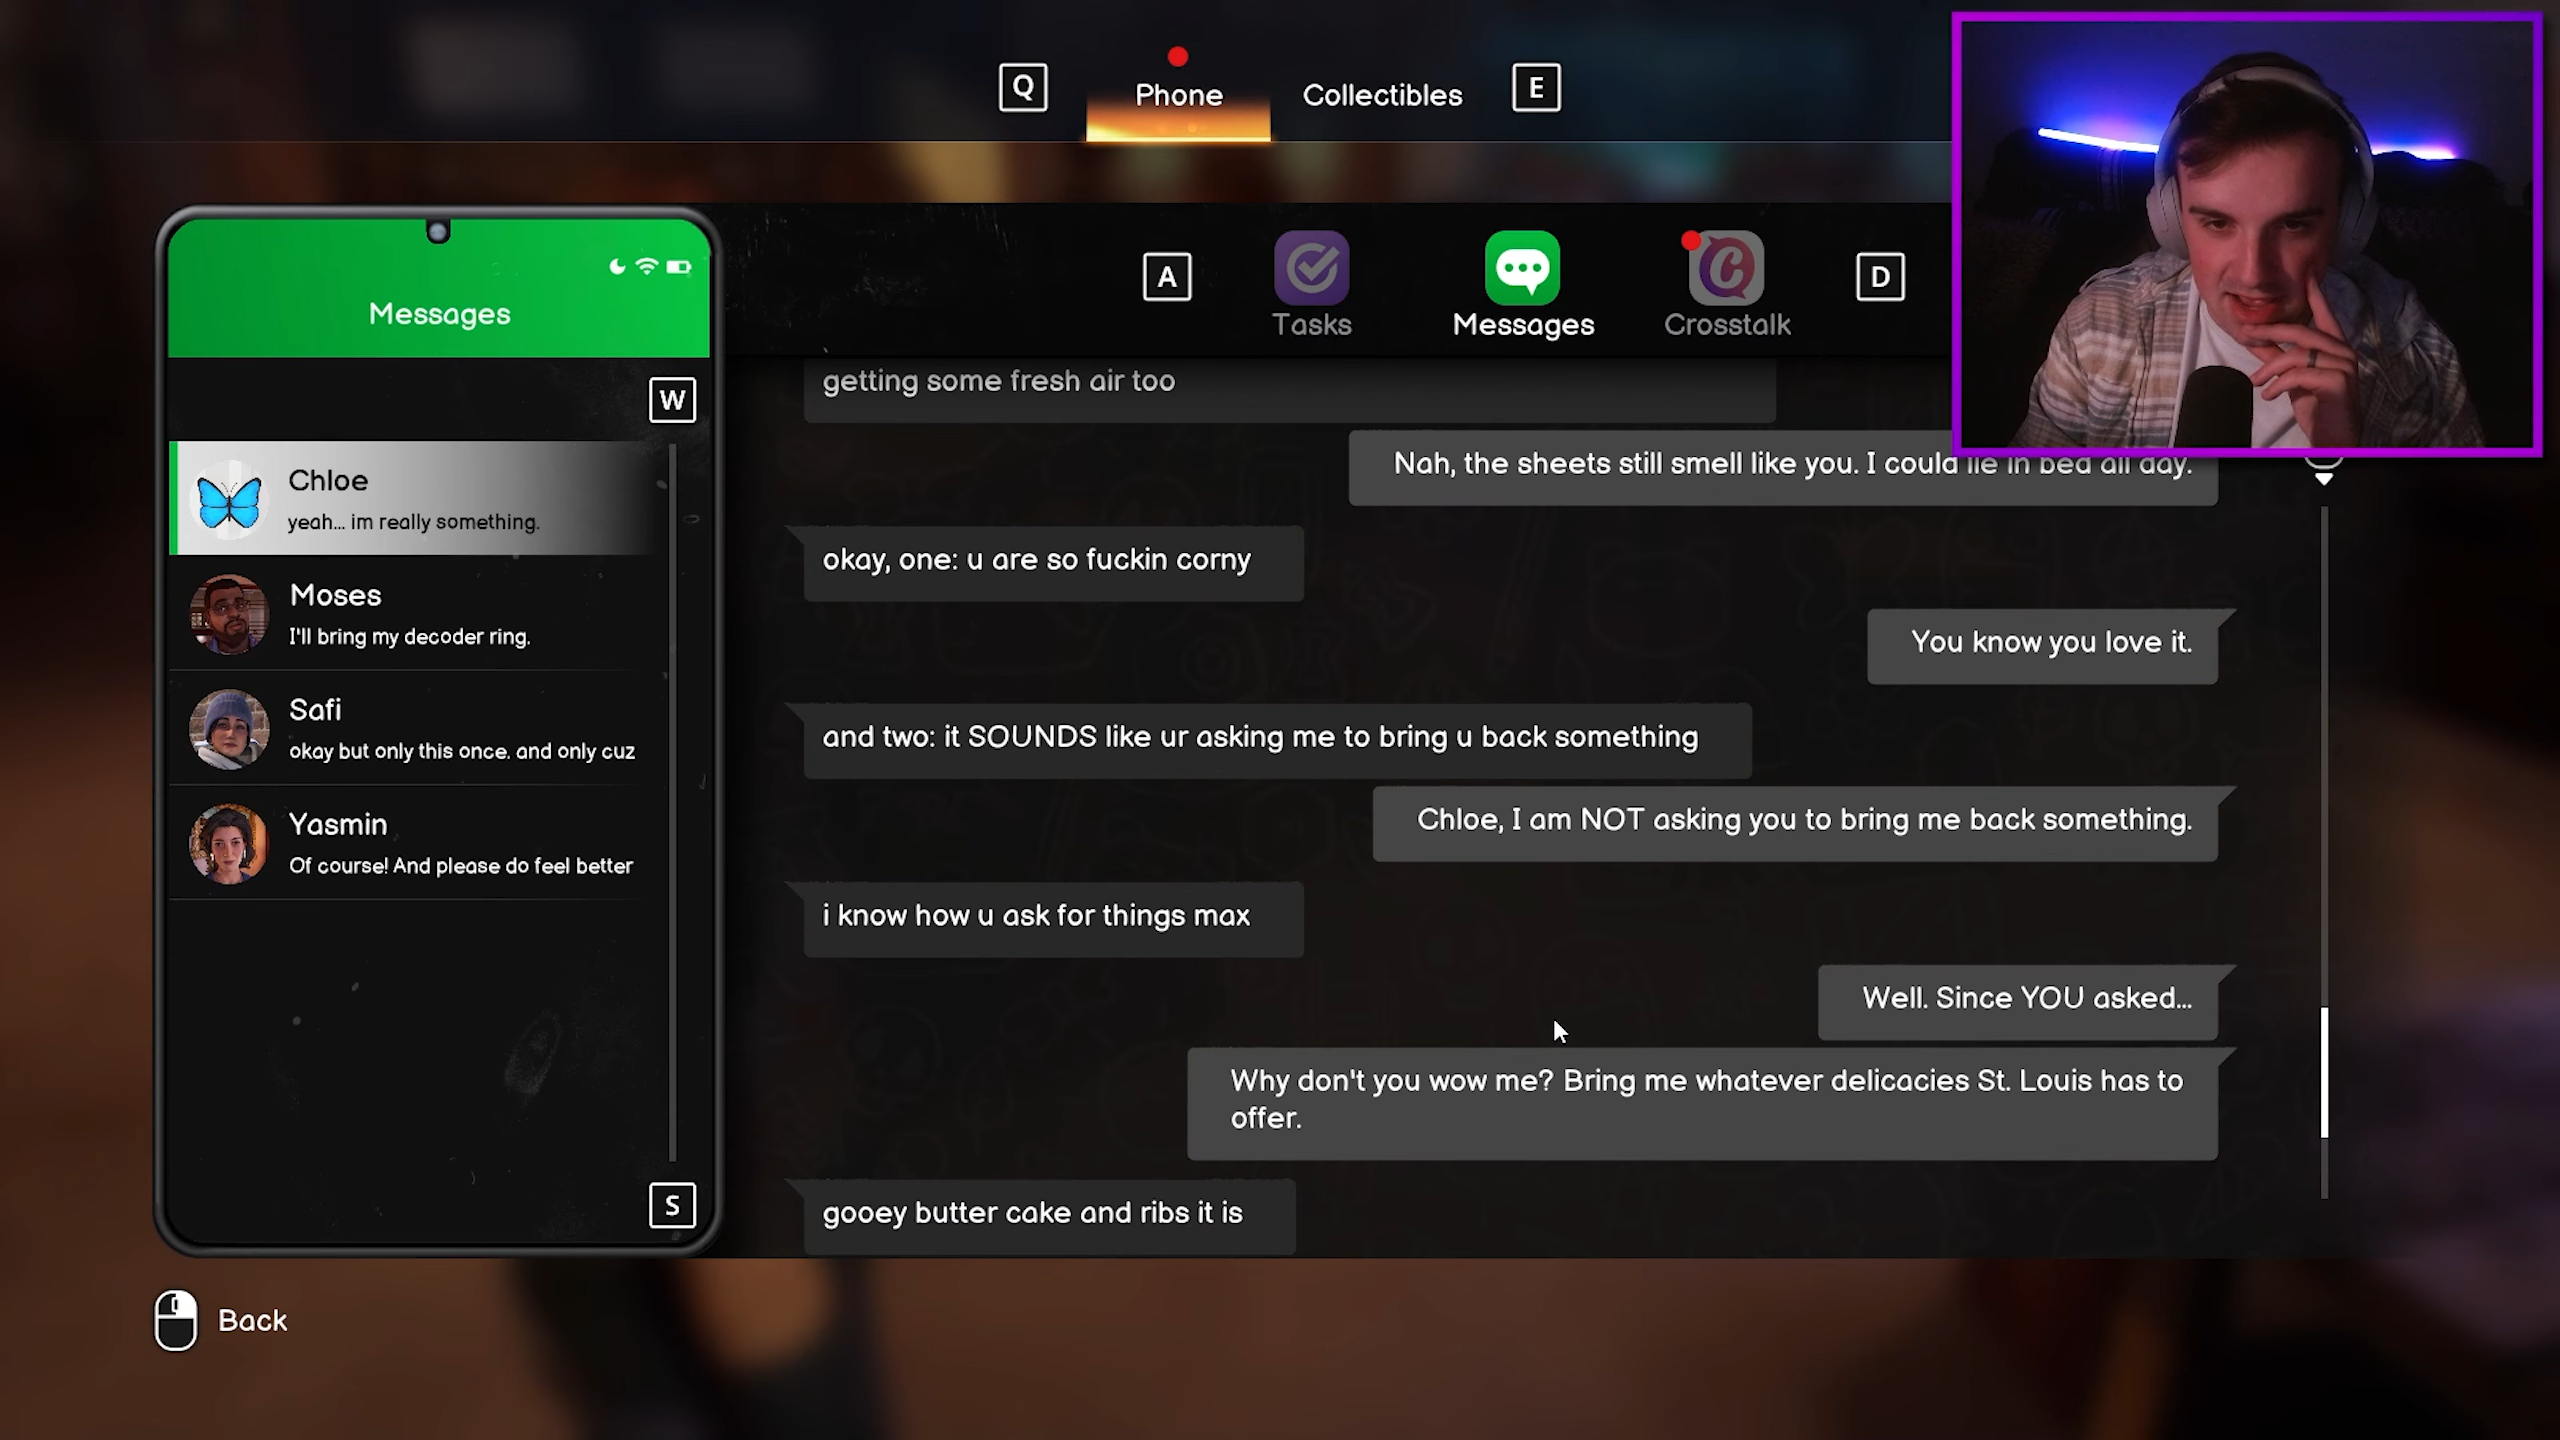 Q
Phone
Collectibles
E
Messages
W
Chloe
yeah... im really something.
Moses
I'll bring my decoder ring.
Safi
okay but only this once. and only cuz
Yasmin
Of course! And please do feel better
S
A
Tasks
Messages
Crosstalk
D
getting some fresh air too
Nah, the sheets still smell like you. I could lie in bed all day.
okay, one: u are so fuckin corny
You know you love it.
and two: it SOUNDS like ur asking me to bring u back something
Chloe, I am NOT asking you to bring me back something.
i know how u ask for things max
Well. Since YOU asked...
Why don't you wow me? Bring me whatever delicacies St. Louis has to
offer.
gooey butter cake and ribs it is
Back